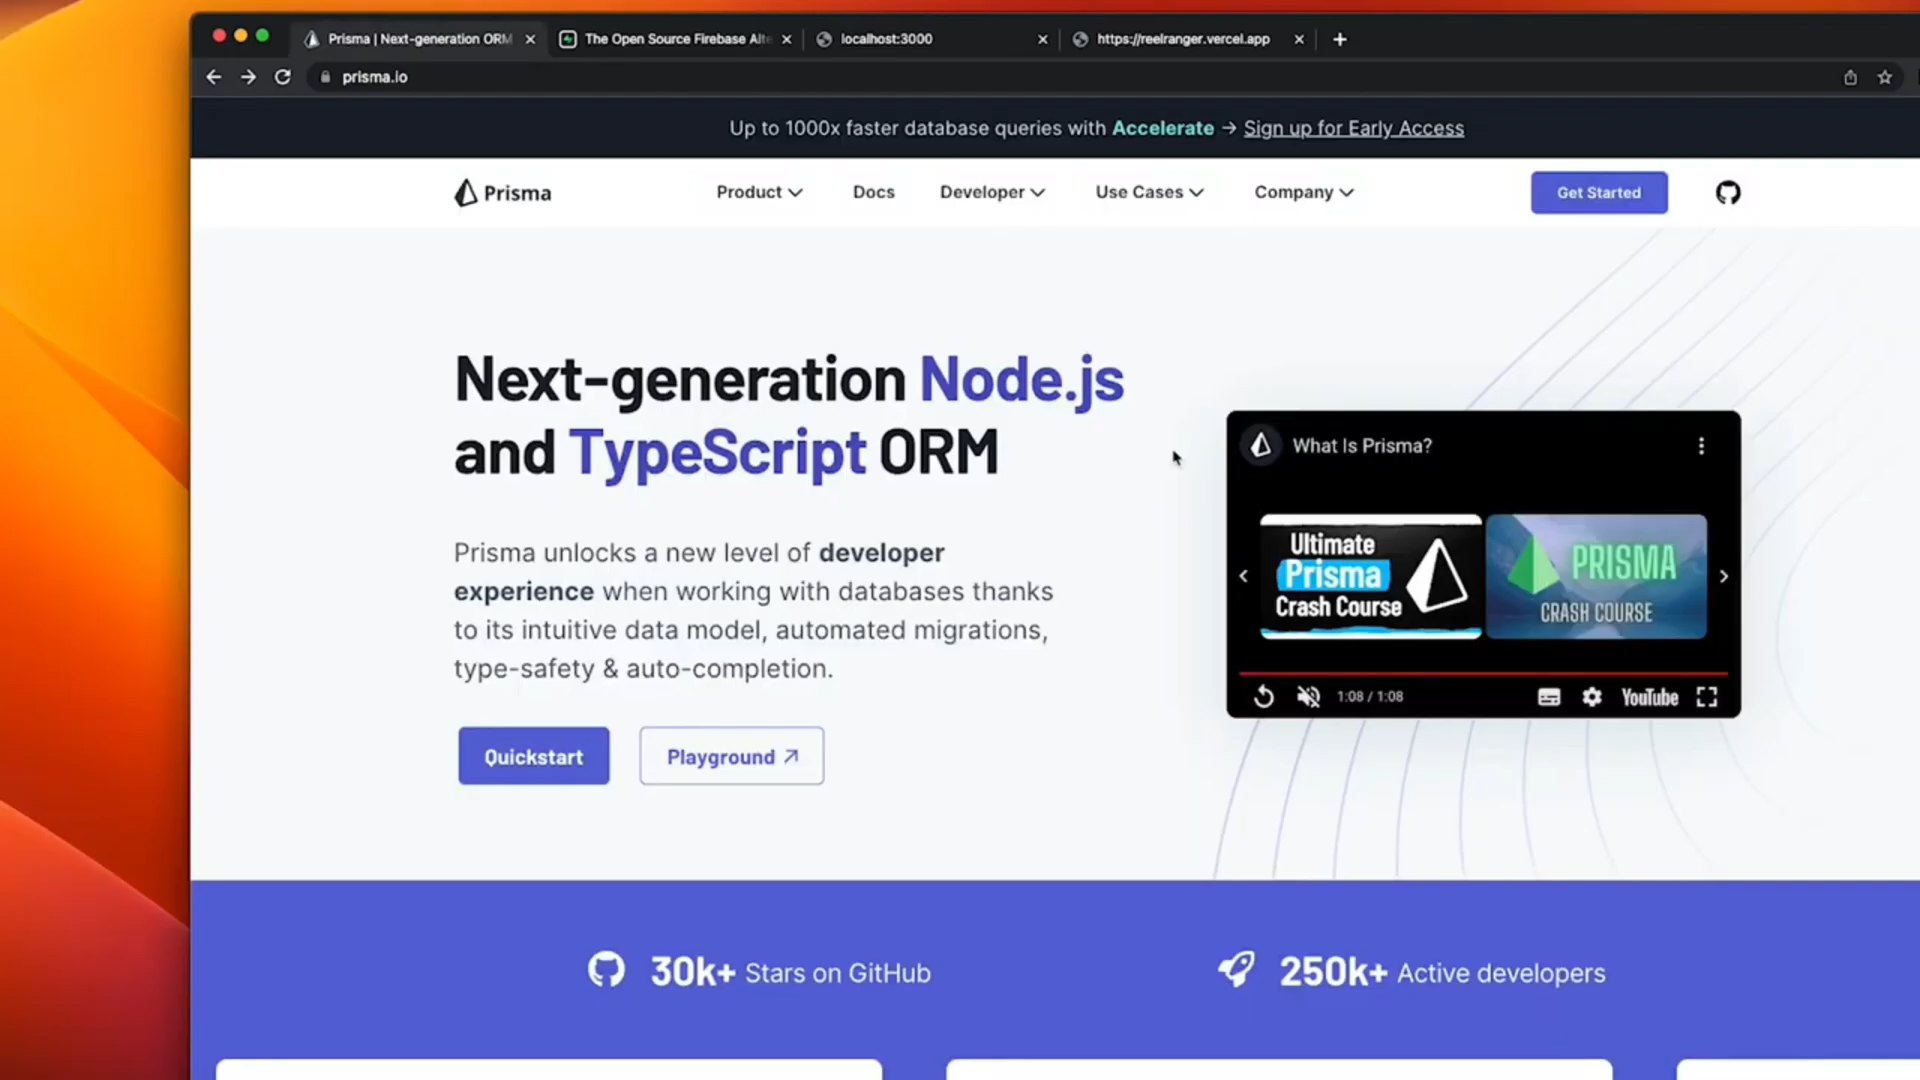 Prisma | Next-generation ORM
The Open Source Firebase Alte
localhost:3000
https://reelranger.vercel.app
prisma.io
Up to 1000x faster database queries with Accelerate → Sign up for Early Access
Prisma
Product
Docs
Developer
Use Cases
Company
Get Started
Next-generation Node.js
and TypeScript ORM
Prisma unlocks a new level of developer
experience when working with databases thanks
to its intuitive data model, automated migrations,
type-safety & auto-completion.
Quickstart
Playground
What Is Prisma?
Ultimate
Prisma
Crash Course
PRISMA
CRASH COURSE
1:08 / 1:08
YouTube
30k+ Stars on GitHub
250k+ Active developers